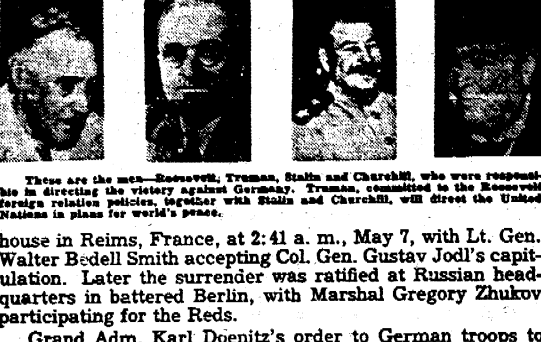 These are the men—Roosevelt, Truman, Stalin and Churchill, who were responsi-
ble in directing the victory against Germany. Truman, committed to the Roosevelt
foreign relation policies, together with Stalin and Churchill, will direct the United
Nations in plans for world's peace.
house in Reims, France, at 2:41 a. m., May 7, with Lt. Gen.
Walter Bedell Smith accepting Col. Gen. Gustav Jodl's capit-
ulation. Later the surrender was ratified at Russian head-
quarters in battered Berlin, with Marshal Gregory Zhukov
participating for the Reds.
Grand Adm. Karl Doenitz's order to German troops to